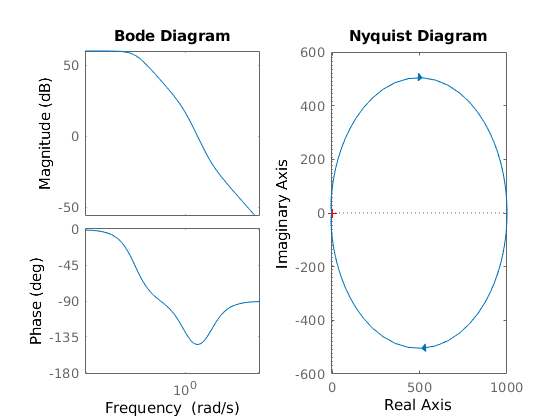 Bode Diagram
50
0
-50
Magnitude (dB)
0
-45
-90
-135
-180
Phase (deg)
10^0
Frequency (rad/s)
Nyquist Diagram
600
400
200
0
-200
-400
-600
Imaginary Axis
0
500
1000
Real Axis